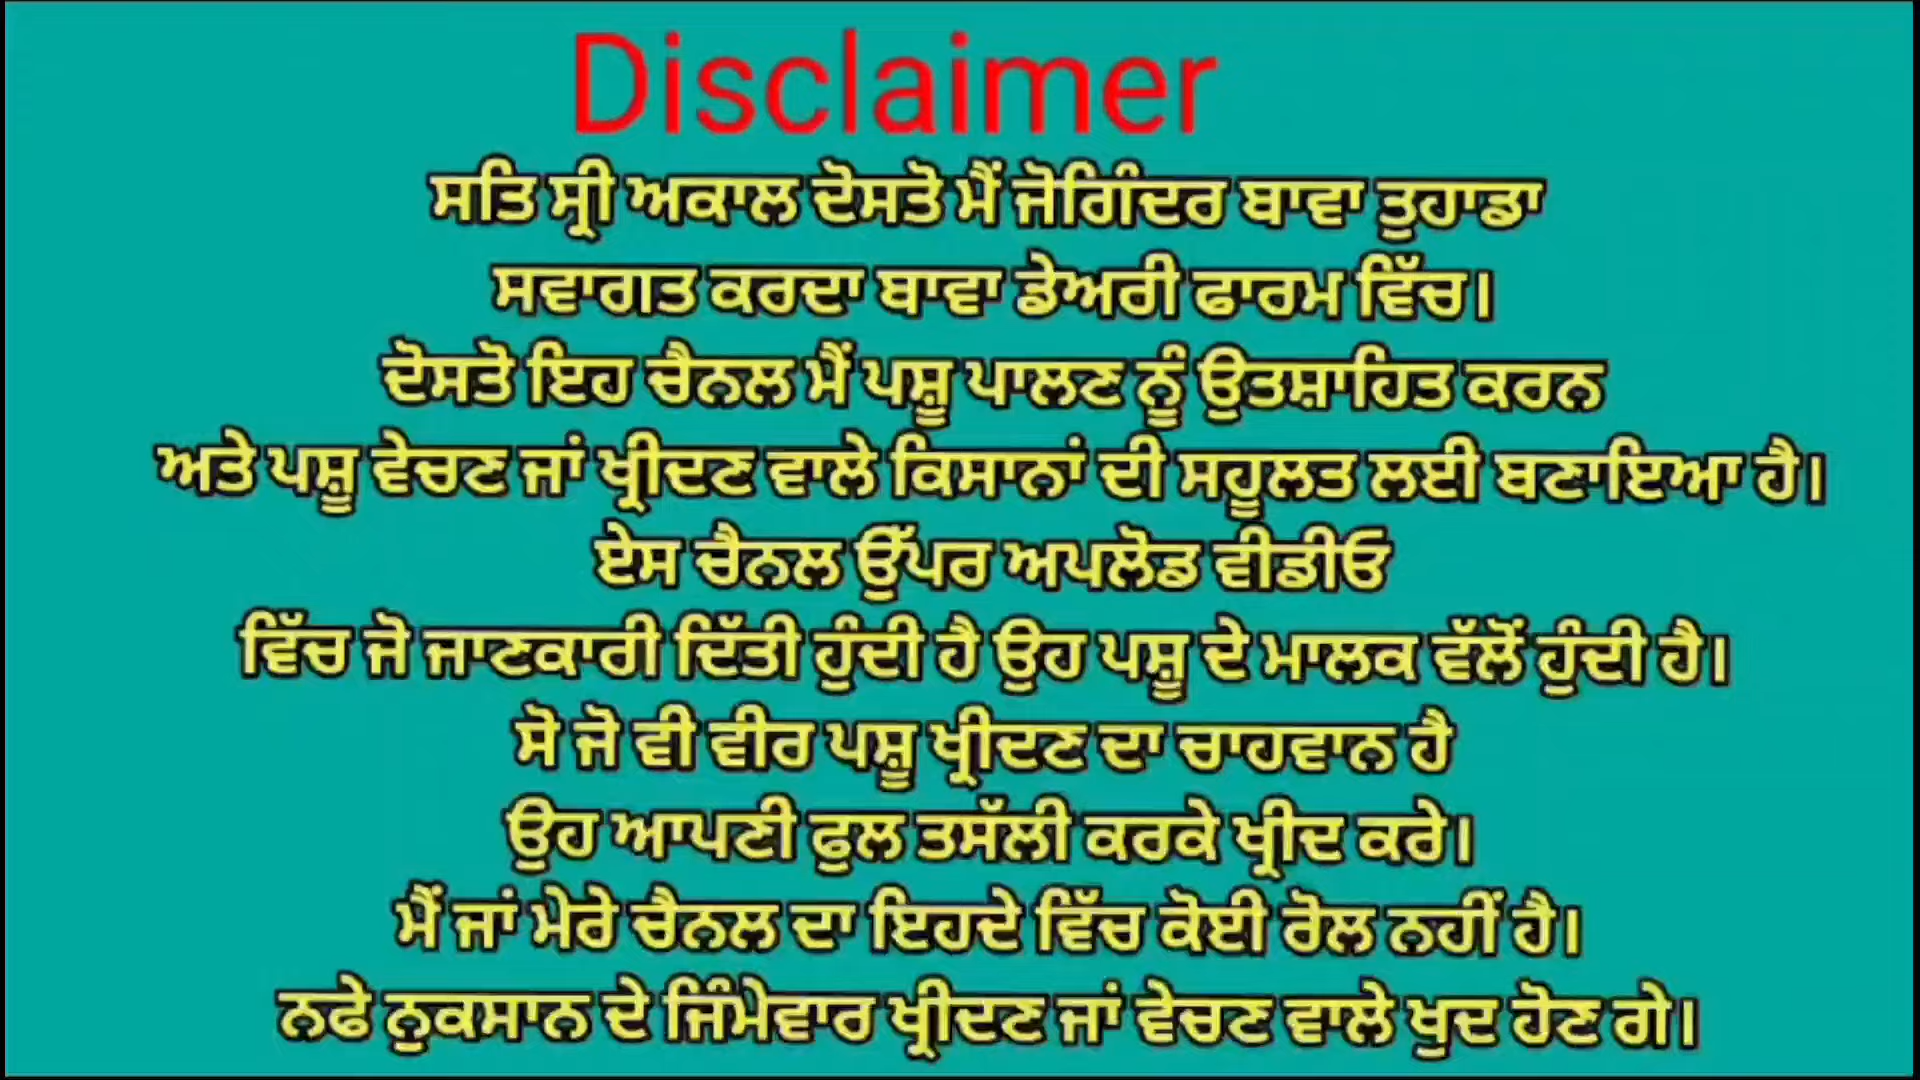 Disclaimer
ਸਤਿ ਸ੍ਰੀ ਅਕਾਲ ਦੋਸਤੋ ਮੈਂ ਜੋਗਿੰਦਰ ਬਾਵਾ ਤੁਹਾਡਾ
ਸਵਾਗਤ ਕਰਦਾ ਬਾਵਾ ਡੇਅਰੀ ਫਾਰਮ ਵਿੱਚ।
ਦੋਸਤੋ ਇਹ ਚੈਨਲ ਮੈਂ ਪਸ਼ੂ ਪਾਲਣ ਨੂੰ ਉਤਸ਼ਾਹਿਤ ਕਰਨ
ਅਤੇ ਪਸ਼ੂ ਵੇਚਣ ਜਾਂ ਖ੍ਰੀਦਣ ਵਾਲੇ ਕਿਸਾਨਾਂ ਦੀ ਸਹੂਲਤ ਲਈ ਬਣਾਇਆ ਹੈ।
ਏਸ ਚੈਨਲ ਉੱਪਰ ਅਪਲੋਡ ਵੀਡੀਓ
ਵਿੱਚ ਜੋ ਜਾਣਕਾਰੀ ਦਿੱਤੀ ਹੁੰਦੀ ਹੈ ਉਹ ਪਸ਼ੂ ਦੇ ਮਾਲਕ ਵੱਲੋਂ ਹੁੰਦੀ ਹੈ।
ਸੋ ਜੋ ਵੀ ਵੀਰ ਪਸ਼ੂ ਖ੍ਰੀਦਣ ਦਾ ਚਾਹਵਾਨ ਹੈ
ਉਹ ਆਪਣੀ ਫੁਲ ਤਸੱਲੀ ਕਰਕੇ ਖ੍ਰੀਦ ਕਰੇ।
ਮੈਂ ਜਾਂ ਮੇਰੇ ਚੈਨਲ ਦਾ ਇਹਦੇ ਵਿੱਚ ਕੋਈ ਰੋਲ ਨਹੀਂ ਹੈ।
ਨਫੇ ਨੁਕਸਾਨ ਦੇ ਜਿੰਮੇਵਾਰ ਖ੍ਰੀਦਣ ਜਾਂ ਵੇਚਣ ਵਾਲੇ ਖੁਦ ਹੋਣ ਗੇ।